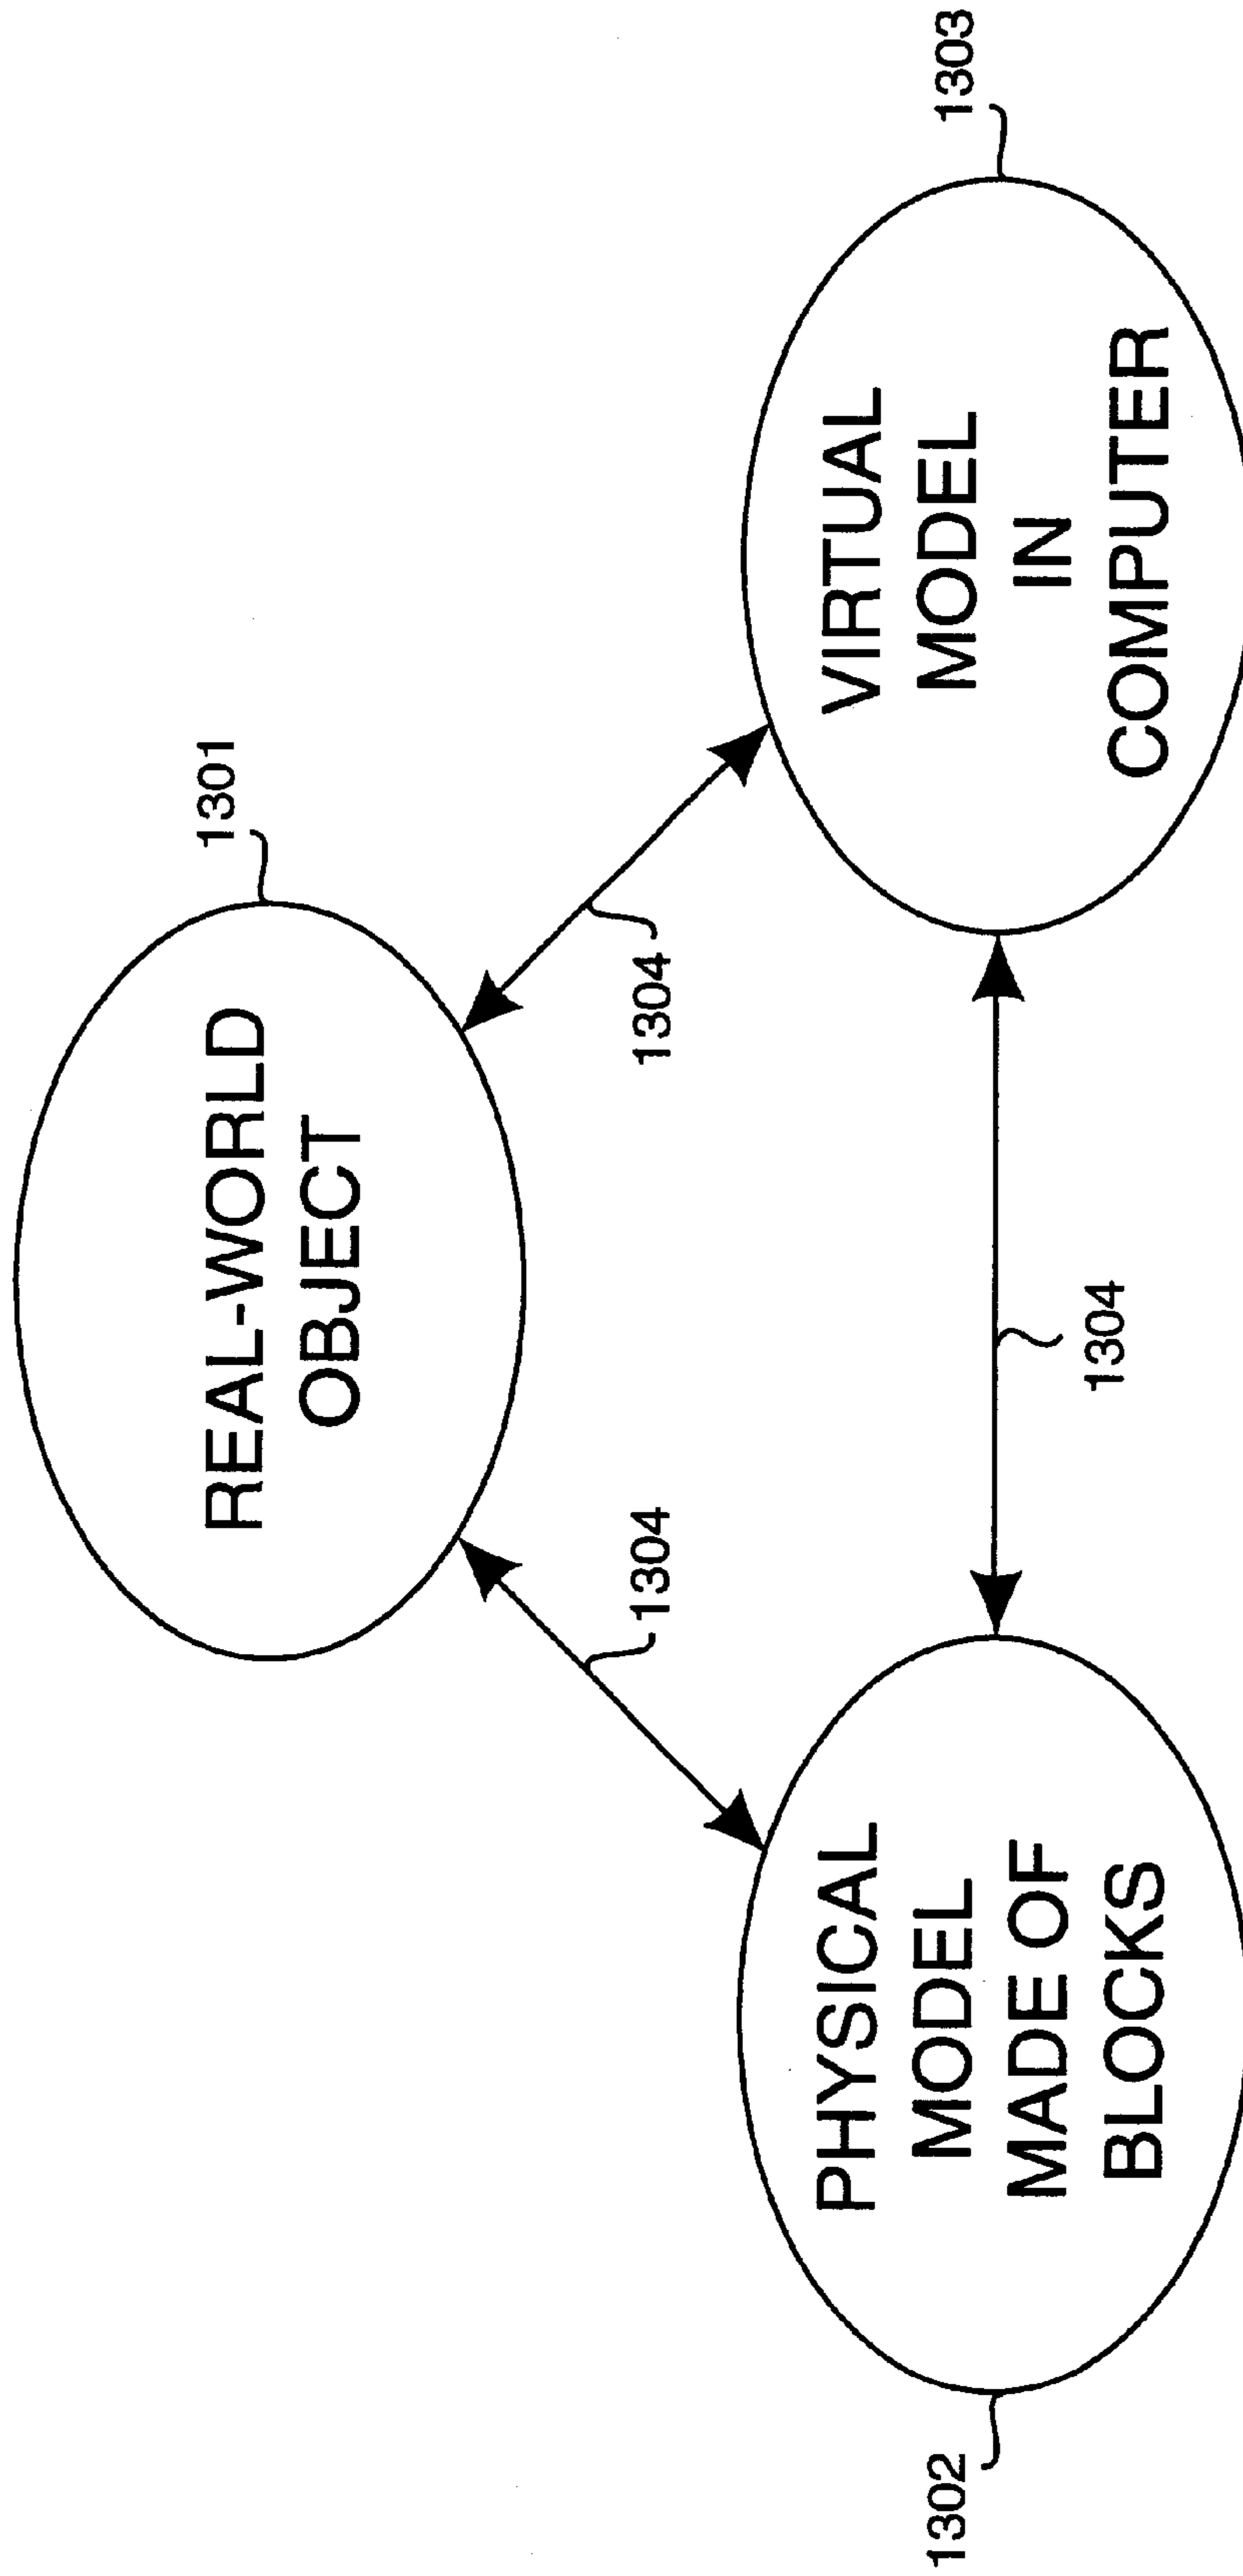 1301
REAL-WORLD
OBJECT
1304
1304
1302
PHYSICAL
MODEL
MADE OF
BLOCKS
1304
VIRTUAL
MODEL
IN
COMPUTER
1303